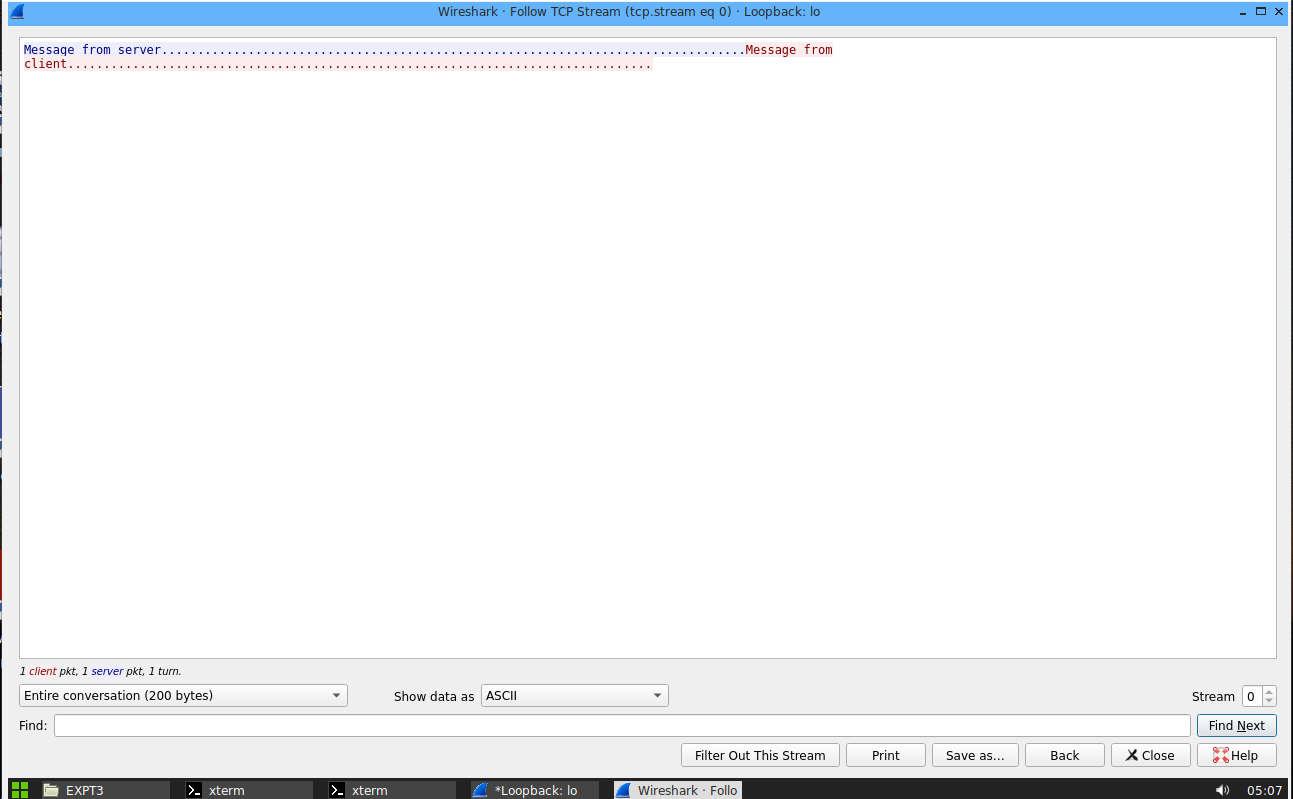 Wireshark · Follow TCP Stream (tcp.stream eq 0) · Loopback: lo
Message from server.................................................................................Message from
client.................................................................................
1 client pkt, 1 server pkt, 1 turn.
Entire conversation (200 bytes) Show data as ASCII Stream 0
Find: Find Next
Filter Out This Stream Print Save as... Back Close Help
EXPT3 xterm xterm *Loopback: lo Wireshark · Follo 05:07